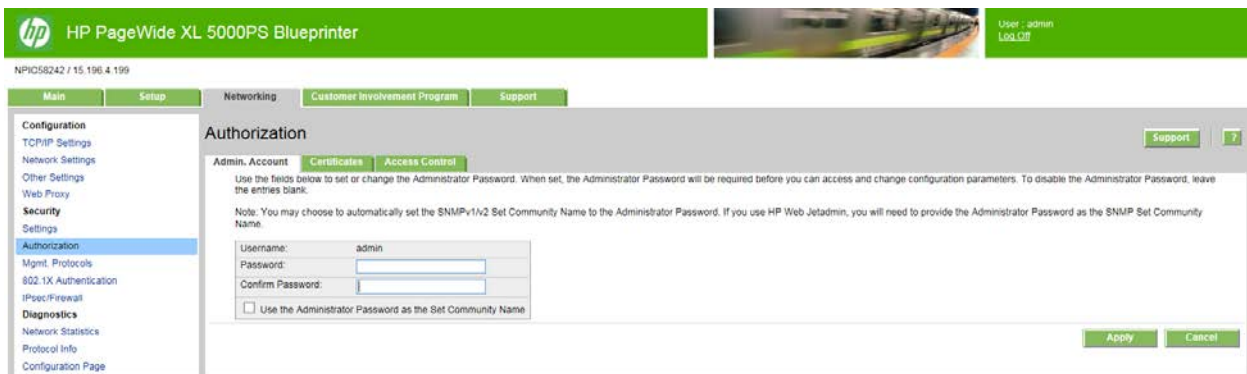 hp
HP PageWide XL 5000PS Blueprinter
User : admin
Log Off
NPIC58242 / 15.196.4.199
Main
Setup
Networking
Customer Involvement Program
Support
Configuration
TCP/IP Settings
Network Settings
Other Settings
Web Proxy
Security
Settings
Authorization
Mgmt. Protocols
802.1X Authentication
IPsec/Firewall
Diagnostics
Network Statistics
Protocol Info
Configuration Page
Authorization
Support
?
Admin. Account
Certificates
Access Control
Use the fields below to set or change the Administrator Password. When set, the Administrator Password will be required before you can access and change configuration parameters. To disable the Administrator Password, leave
the entries blank.
Note: You may choose to automatically set the SNMPv1/v2 Set Community Name to the Administrator Password. If you use HP Web Jetadmin, you will need to provide the Administrator Password as the SNMP Set Community
Name.
Username: admin
Password:
Confirm Password:
Use the Administrator Password as the Set Community Name
Apply
Cancel